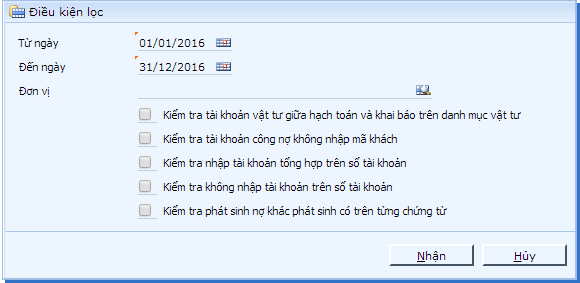 Điều kiện lọc
Từ ngày 01/01/2016
Đến ngày 31/12/2016
Đơn vị
Kiểm tra tài khoản vật tư giữa hạch toán và khai báo trên danh mục vật tư
Kiểm tra tài khoản công nợ không nhập mã khách
Kiểm tra nhập tài khoản tổng hợp trên số tài khoản
Kiểm tra không nhập tài khoản trên số tài khoản
Kiểm tra phát sinh nợ khác phát sinh có trên từng chứng từ
Nhận Hủy